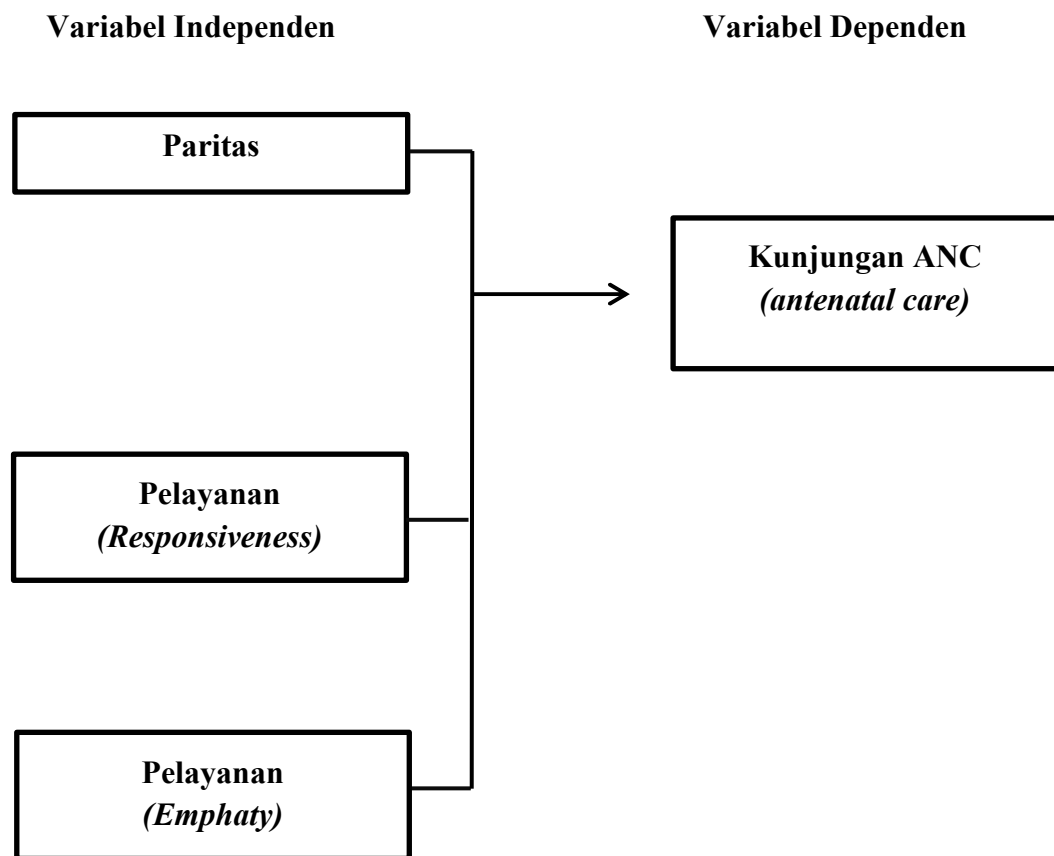 Variabel Independen
Variabel Dependen
Paritas
Kunjungan ANC
(antenatal care)
Pelayanan
(Responsiveness)
Pelayanan
(Emphaty)